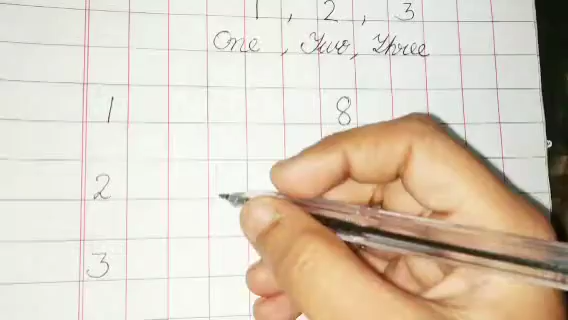 1, 2, 3
One, Two, Three
1 8
2
3